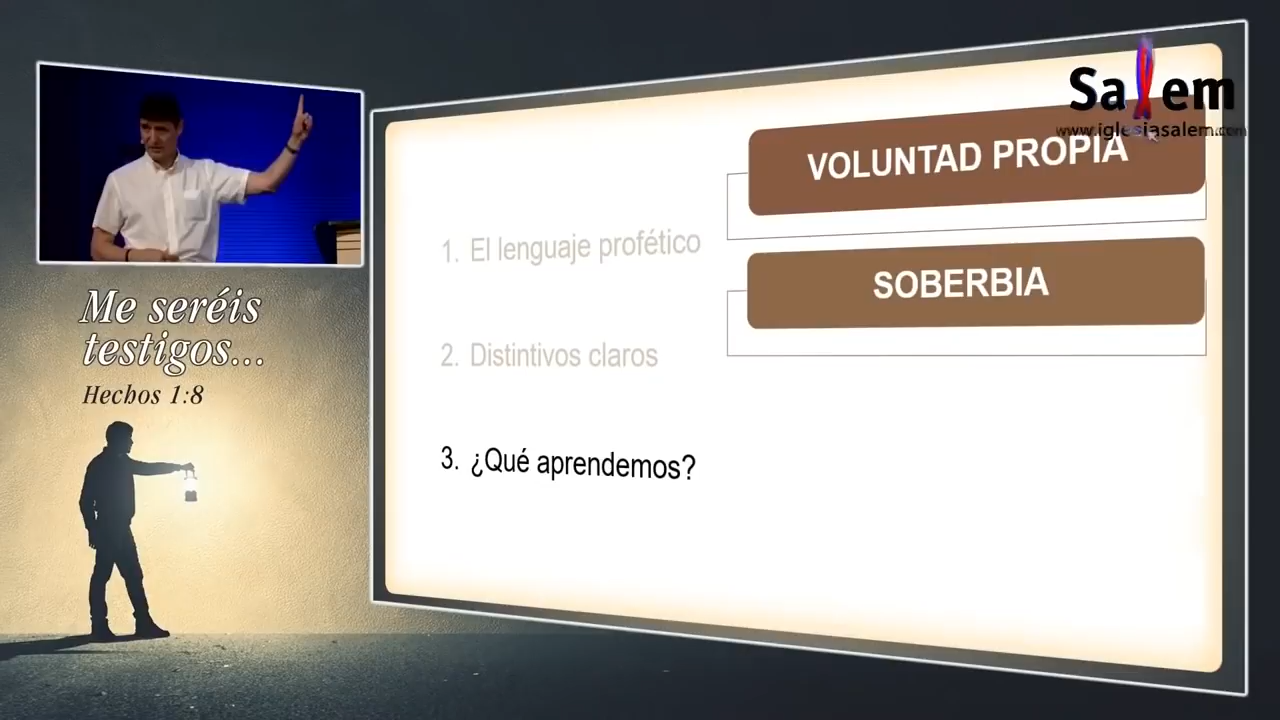 Salem
www.iglesiasalem.com
VOLUNTAD PROPIA
1. El lenguaje profético
SOBERBIA
2. Distintivos claros
3. ¿Qué aprendemos?
Me seréis
testigos...
Hechos 1:8